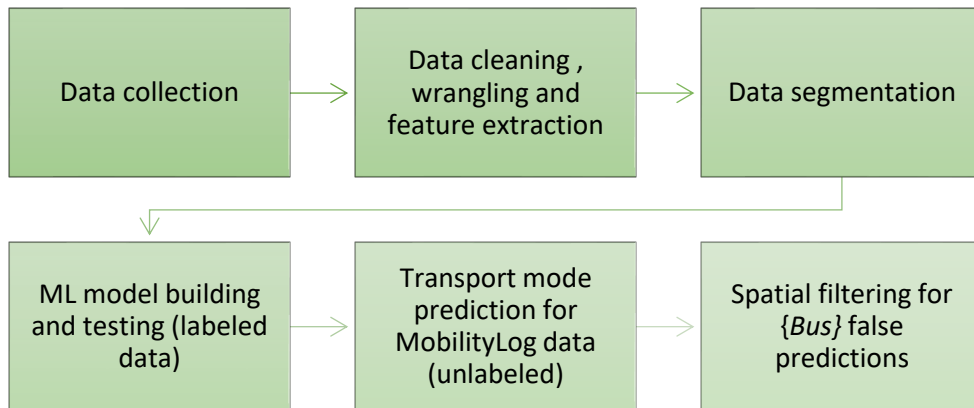 Data collection
Data cleaning ,
wrangling and
feature extraction
Data segmentation
ML model building
and testing (labeled
data)
Transport mode
prediction for
MobilityLog data
(unlabeled)
Spatial filtering for
{Bus} false
predictions